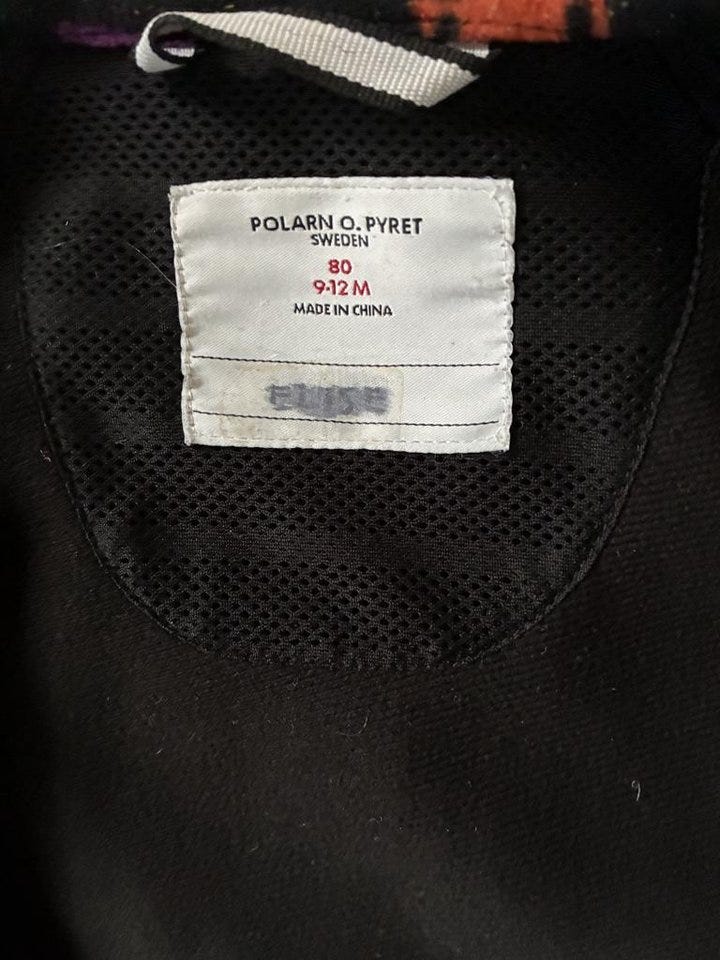 POLARN O. PYRET
SWEDEN
80
9-12 M
MADE IN CHINA